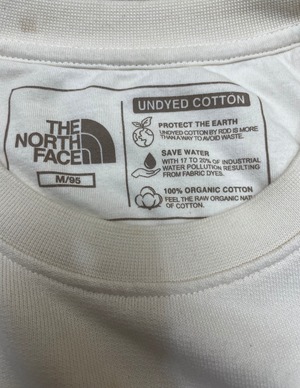 THE
NORTH
FACE
M/95
UNDYED COTTON
PROTECT THE EARTH
UNDYED COTTON BY RDD IS MORE
THAN A WAY TO AVOID WASTE.
SAVE WATER
WITH 17 TO 20% OF INDUSTRIAL
WATER POLLUTION RESULTING
FROM FABRIC DYES.
100% ORGANIC COTTON
FEEL THE RAW ORGANIC
OF COTTON.